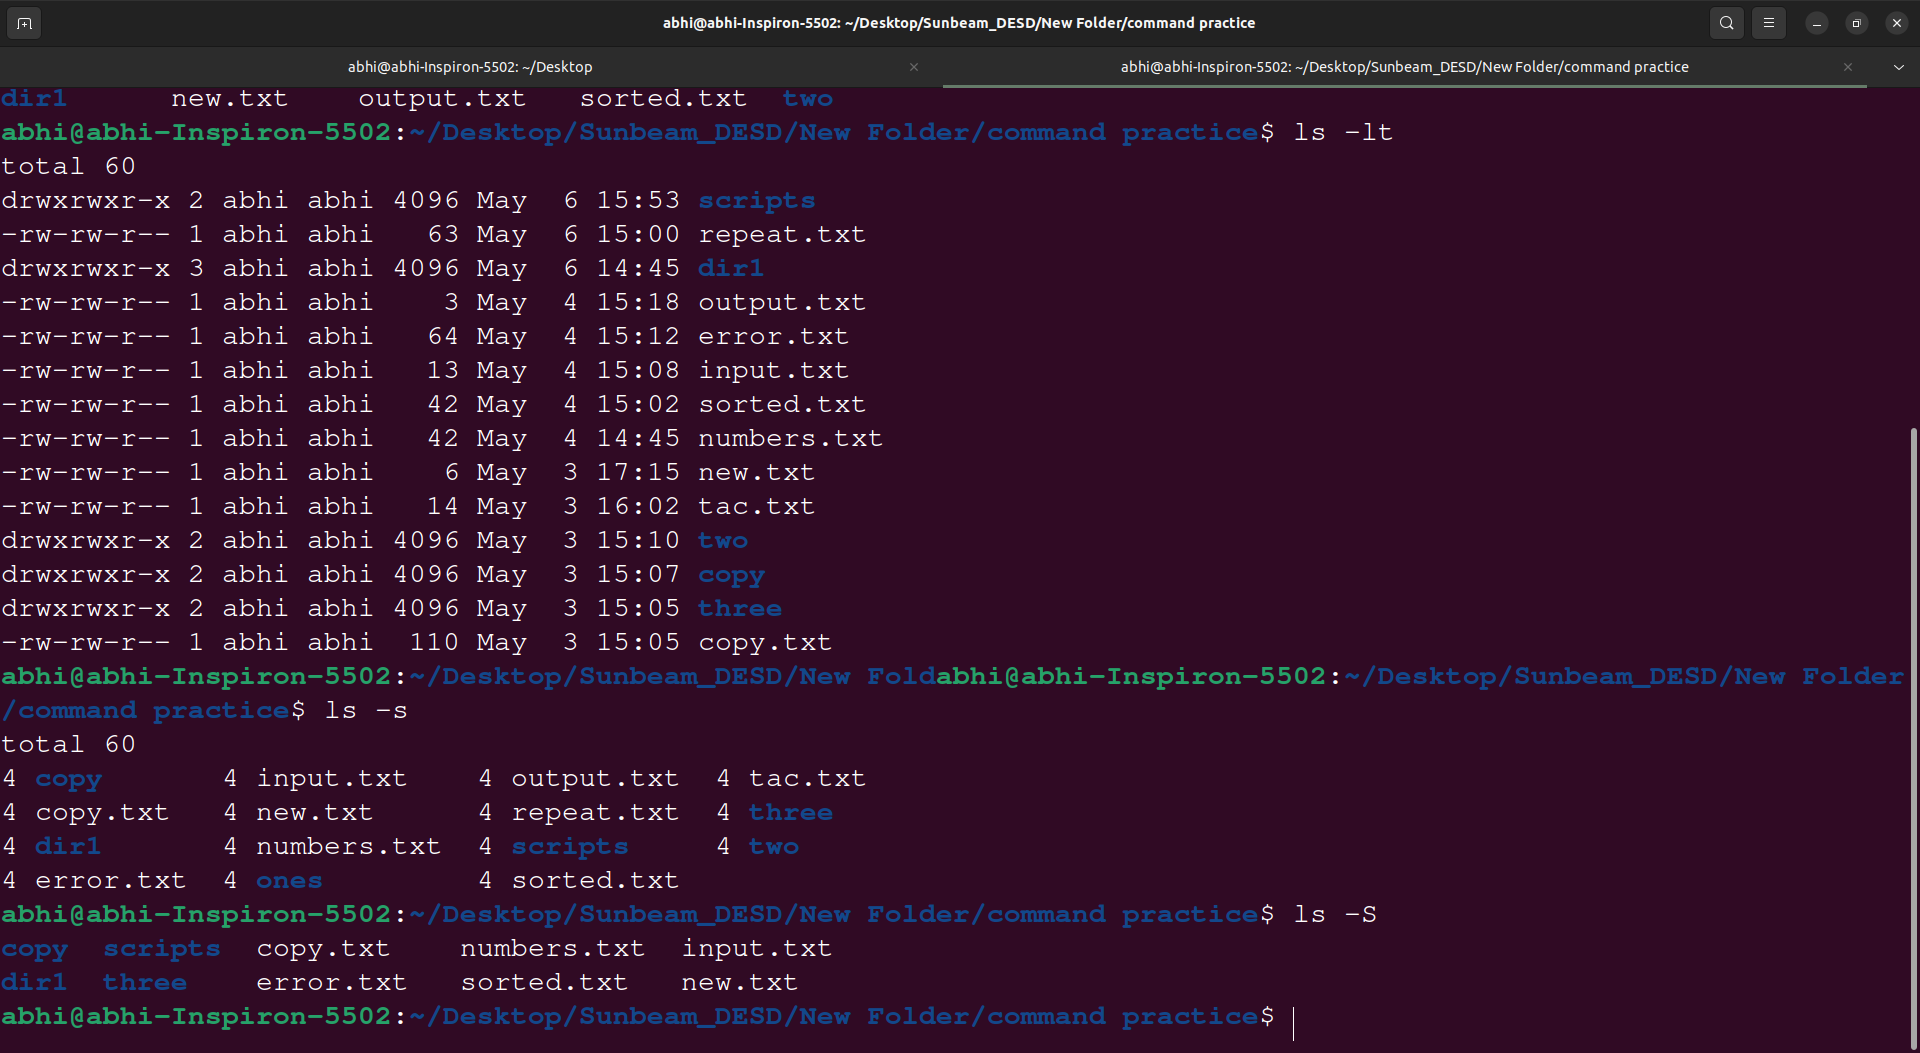 abhi@abhi-Inspiron-5502: ~/Desktop/Sunbeam_DESD/New Folder/command practice
abhi@abhi-Inspiron-5502: ~/Desktop
abhi@abhi-Inspiron-5502: ~/Desktop/Sunbeam_DESD/New Folder/command practice
dir1 new.txt output.txt sorted.txt two
abhi@abhi-Inspiron-5502:~/Desktop/Sunbeam_DESD/New Folder/command practice$ ls -lt
total 60
drwxrwxr-x 2 abhi abhi 4096 May 6 15:53 scripts
-rw-rw-r-- 1 abhi abhi 63 May 6 15:00 repeat.txt
drwxrwxr-x 3 abhi abhi 4096 May 6 14:45 dir1
-rw-rw-r-- 1 abhi abhi 3 May 4 15:18 output.txt
-rw-rw-r-- 1 abhi abhi 64 May 4 15:12 error.txt
-rw-rw-r-- 1 abhi abhi 13 May 4 15:08 input.txt
-rw-rw-r-- 1 abhi abhi 42 May 4 15:02 sorted.txt
-rw-rw-r-- 1 abhi abhi 42 May 4 14:45 numbers.txt
-rw-rw-r-- 1 abhi abhi 6 May 3 17:15 new.txt
-rw-rw-r-- 1 abhi abhi 14 May 3 16:02 tac.txt
drwxrwxr-x 2 abhi abhi 4096 May 3 15:10 two
drwxrwxr-x 2 abhi abhi 4096 May 3 15:07 copy
drwxrwxr-x 2 abhi abhi 4096 May 3 15:05 three
-rw-rw-r-- 1 abhi abhi 110 May 3 15:05 copy.txt
abhi@abhi-Inspiron-5502:~/Desktop/Sunbeam_DESD/New Foldabhi@abhi-Inspiron-5502:~/Desktop/Sunbeam_DESD/New Folder
/command practice$ ls -s
total 60
4 copy 4 input.txt 4 output.txt 4 tac.txt
4 copy.txt 4 new.txt 4 repeat.txt 4 three
4 dir1 4 numbers.txt 4 scripts 4 two
4 error.txt 4 ones 4 sorted.txt
abhi@abhi-Inspiron-5502:~/Desktop/Sunbeam_DESD/New Folder/command practice$ ls -S
copy scripts copy.txt numbers.txt input.txt
dir1 three error.txt sorted.txt new.txt
abhi@abhi-Inspiron-5502:~/Desktop/Sunbeam_DESD/New Folder/command practice$